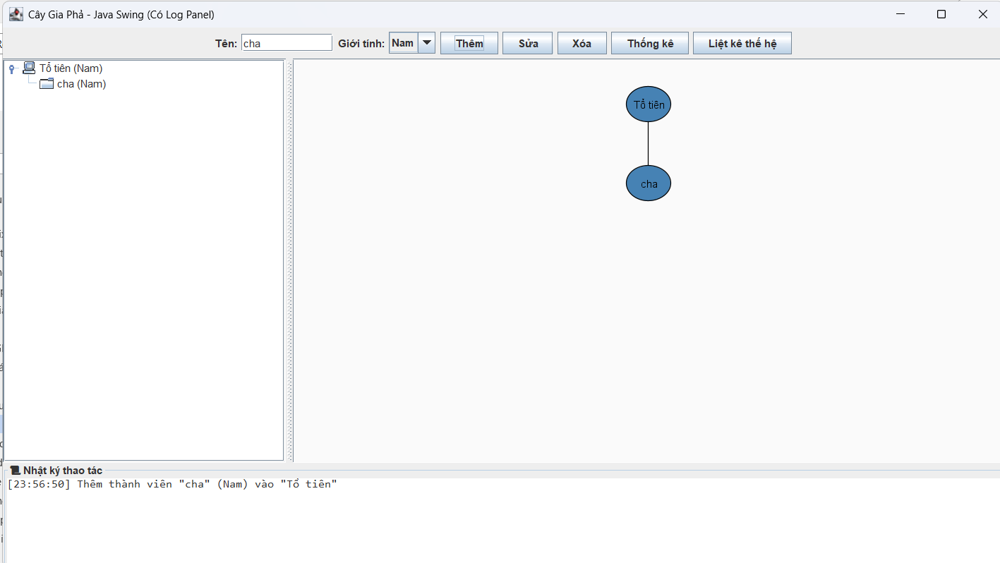 Cây Gia Phả - Java Swing (Có Log Panel)
Tên: cha Giới tính: Nam Thêm Sửa Xóa Thống kê Liệt kê thế hệ
Tổ tiên (Nam)
cha (Nam)
Tổ tiên
cha
Nhật ký thao tác
[23:56:50] Thêm thành viên "cha" (Nam) vào "Tổ tiên"